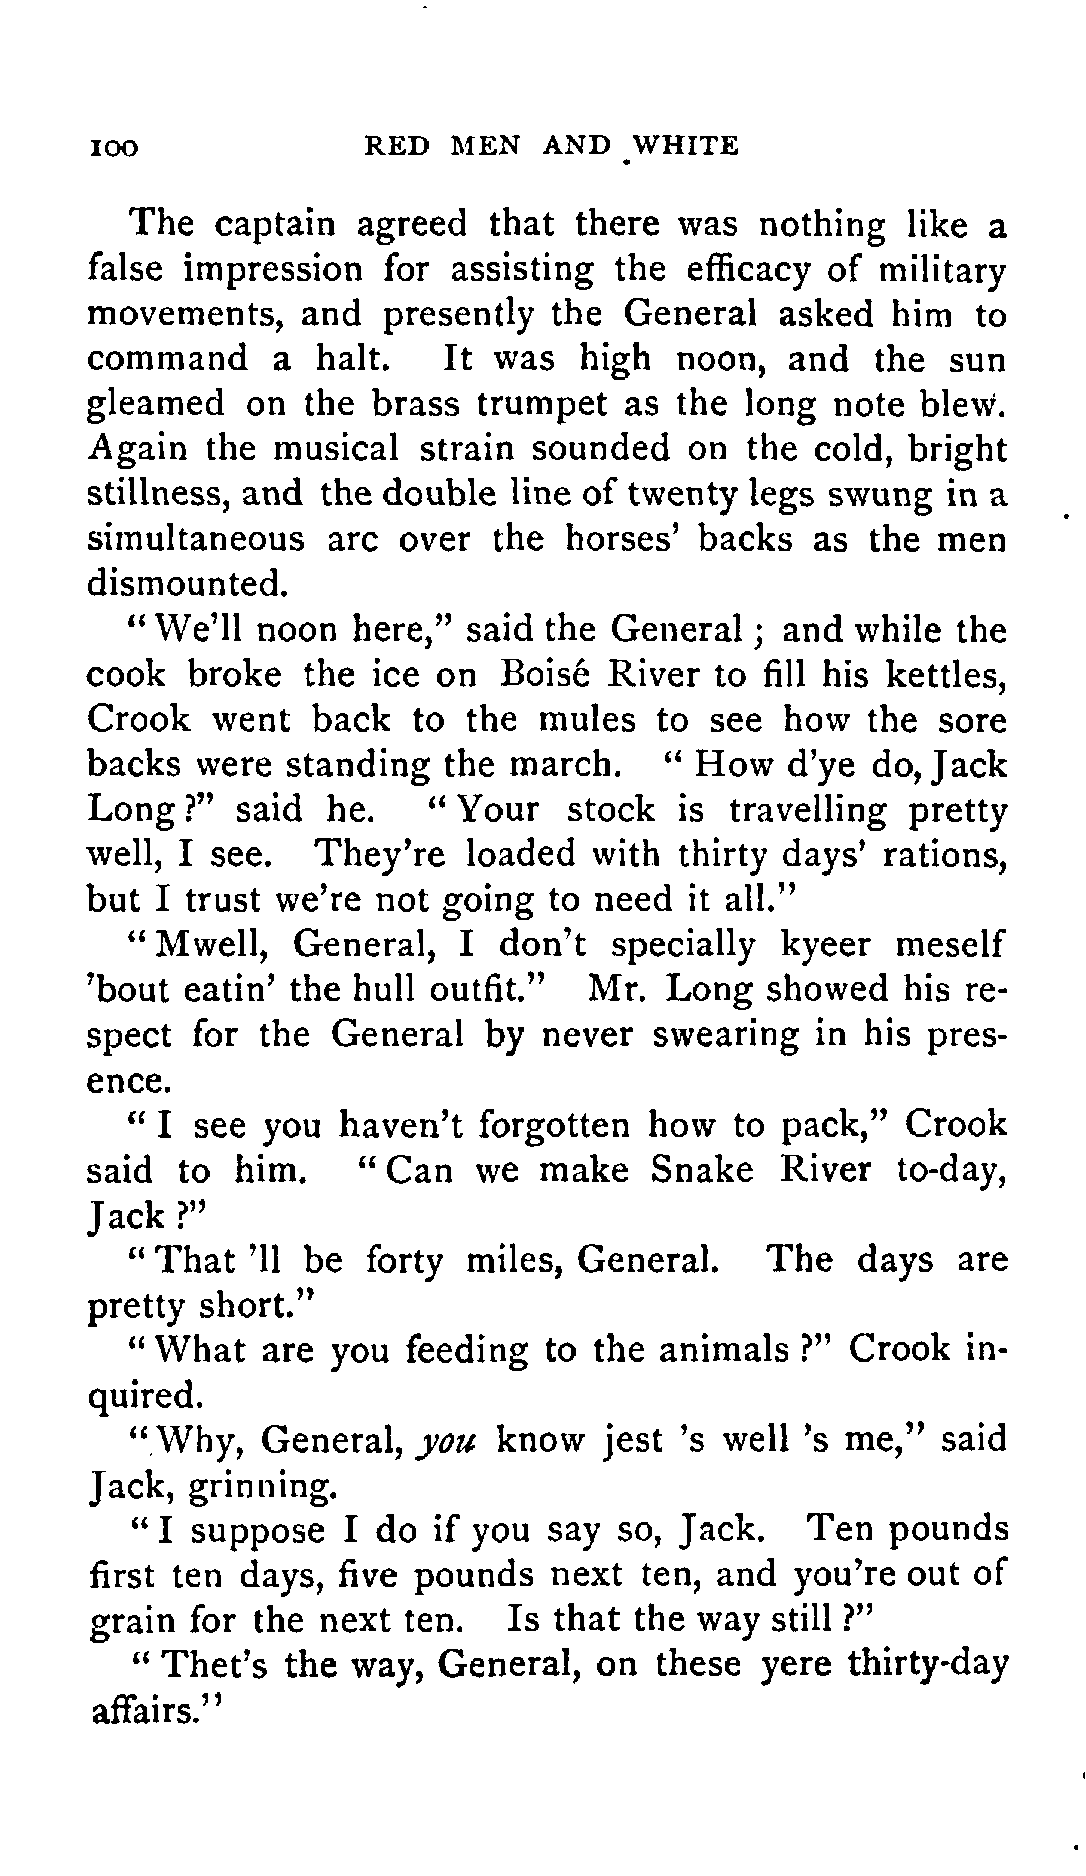 100 RED MEN AND WHITE
The captain agreed that there was nothing like a
false impression for assisting the efficacy of military
movements, and presently the General asked him to
command a halt. It was high noon, and the sun
gleamed on the brass trumpet as the long note blew.
Again the musical strain sounded on the cold, bright
stillness, and the double line of twenty legs swung in a
simultaneous arc over the horses' backs as the men
dismounted.
"We'll noon here," said the General; and while the
cook broke the ice on Boisé River to fill his kettles,
Crook went back to the mules to see how the sore
backs were standing the march. "How d'ye do, Jack
Long?" said he. "Your stock is travelling pretty
well, I see. They're loaded with thirty days' rations,
but I trust we're not going to need it all."
"Mwell, General, I don't specially kyeer meself
'bout eatin' the hull outfit." Mr. Long showed his re-
spect for the General by never swearing in his pres-
ence.
"I see you haven't forgotten how to pack," Crook
said to him. "Can we make Snake River to-day,
Jack?"
"That 'll be forty miles, General. The days are
pretty short."
"What are you feeding to the animals?" Crook in-
quired.
"Why, General, you know jest 's well 's me," said
Jack, grinning.
"I suppose I do if you say so, Jack. Ten pounds
first ten days, five pounds next ten, and you're out of
grain for the next ten. Is that the way still?"
"Thet's the way, General, on these yere thirty-day
affairs."